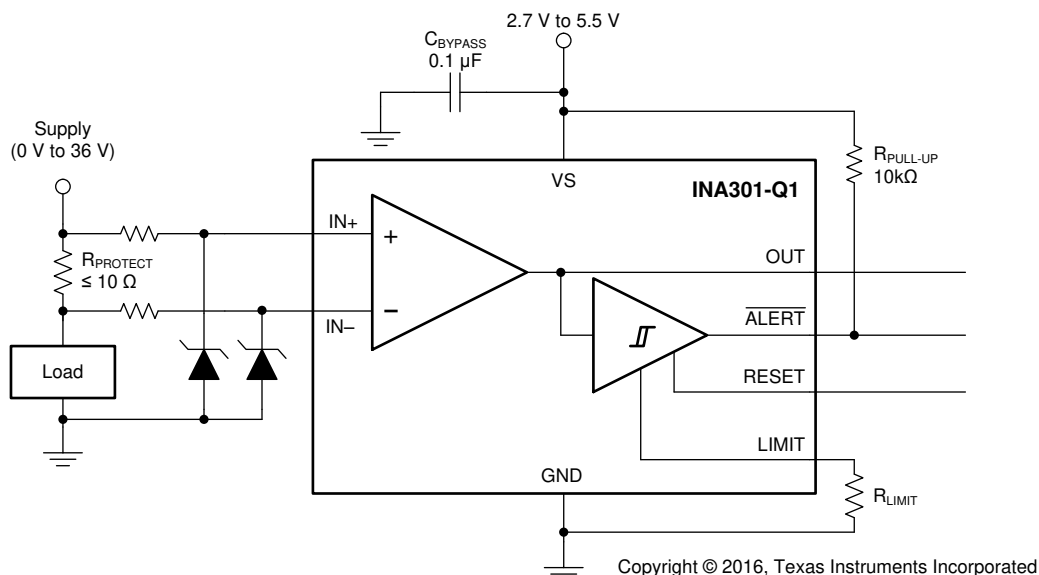 2.7 V to 5.5 V
CBYPASS
0.1 µF
Supply
(0 V to 36 V)
RPULL-UP
10kΩ
VS
INA301-Q1
IN+
+
OUT
RPROTECT
≤ 10 Ω
–
IN–
ALERT
Load
RESET
LIMIT
GND
RLIMIT
Copyright © 2016, Texas Instruments Incorporated